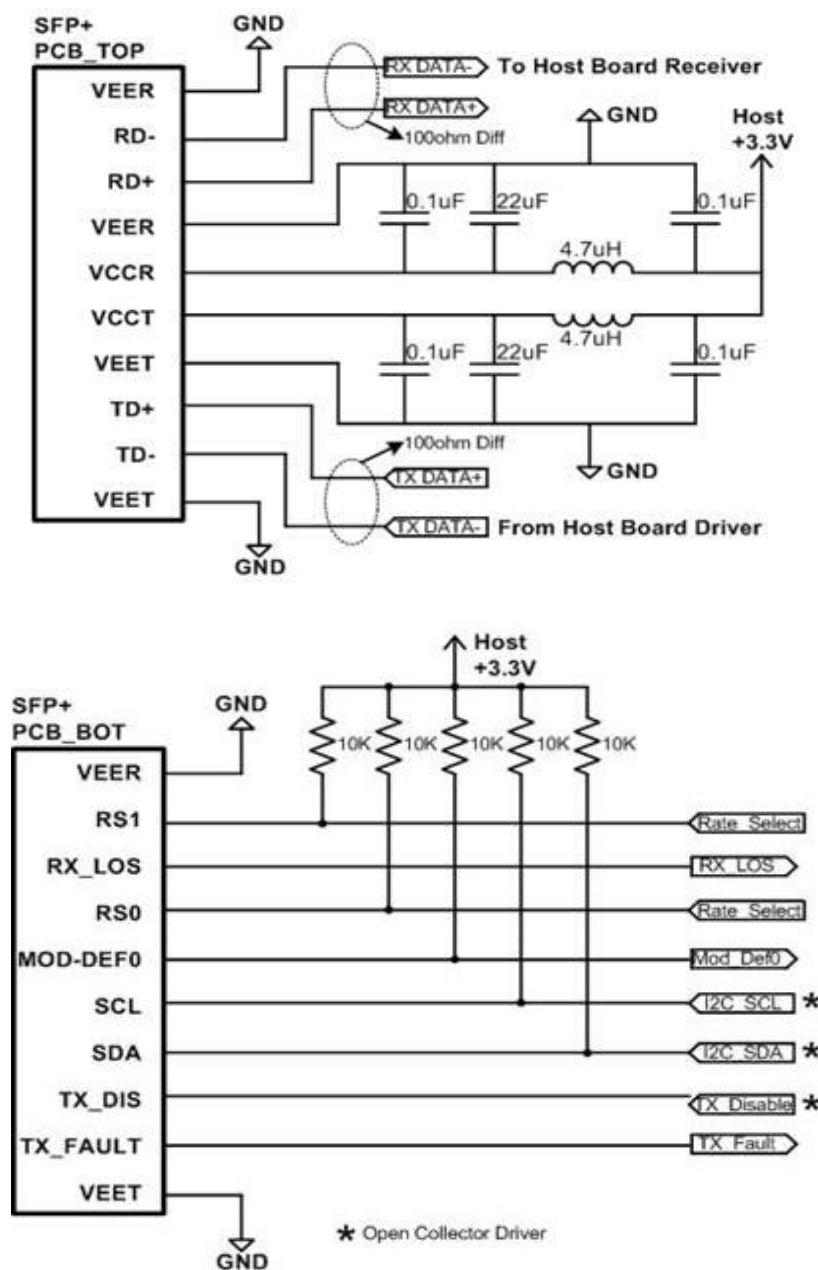 SFP+
PCB_TOP
GND
VEER
RD-
RD+
VEER
VCCR
VCCT
VEET
TD+
TD-
VEET
GND
RX DATA-
To Host Board Receiver
RX DATA+
100ohm Diff
GND
Host
+3.3V
0.1uF
22uF
0.1uF
4.7uH
4.7uH
0.1uF
22uF
0.1uF
GND
100ohm Diff
TX DATA+
TX DATA-
From Host Board Driver
Host
+3.3V
SFP+
PCB_BOT
GND
10K
10K
10K
10K
10K
VEER
RS1
Rate_Select
RX_LOS
RX_LOS
RS0
Rate_Select
MOD-DEF0
Mod_Def0
SCL
I2C_SCL *
SDA
I2C_SDA *
TX_DIS
TX_Disable *
TX_FAULT
TX_Fault
VEET
GND
* Open Collector Driver